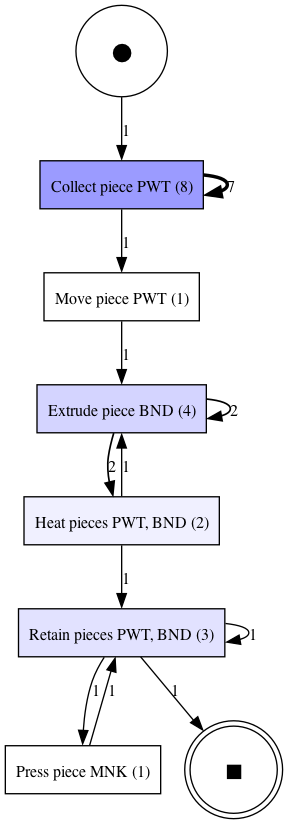 1
Collect piece PWT (8)
7
1
Move piece PWT (1)
1
Extrude piece BND (4)
2
2
1
Heat pieces PWT, BND (2)
1
Retain pieces PWT, BND (3)
1
1
1
1
Press piece MNK (1)